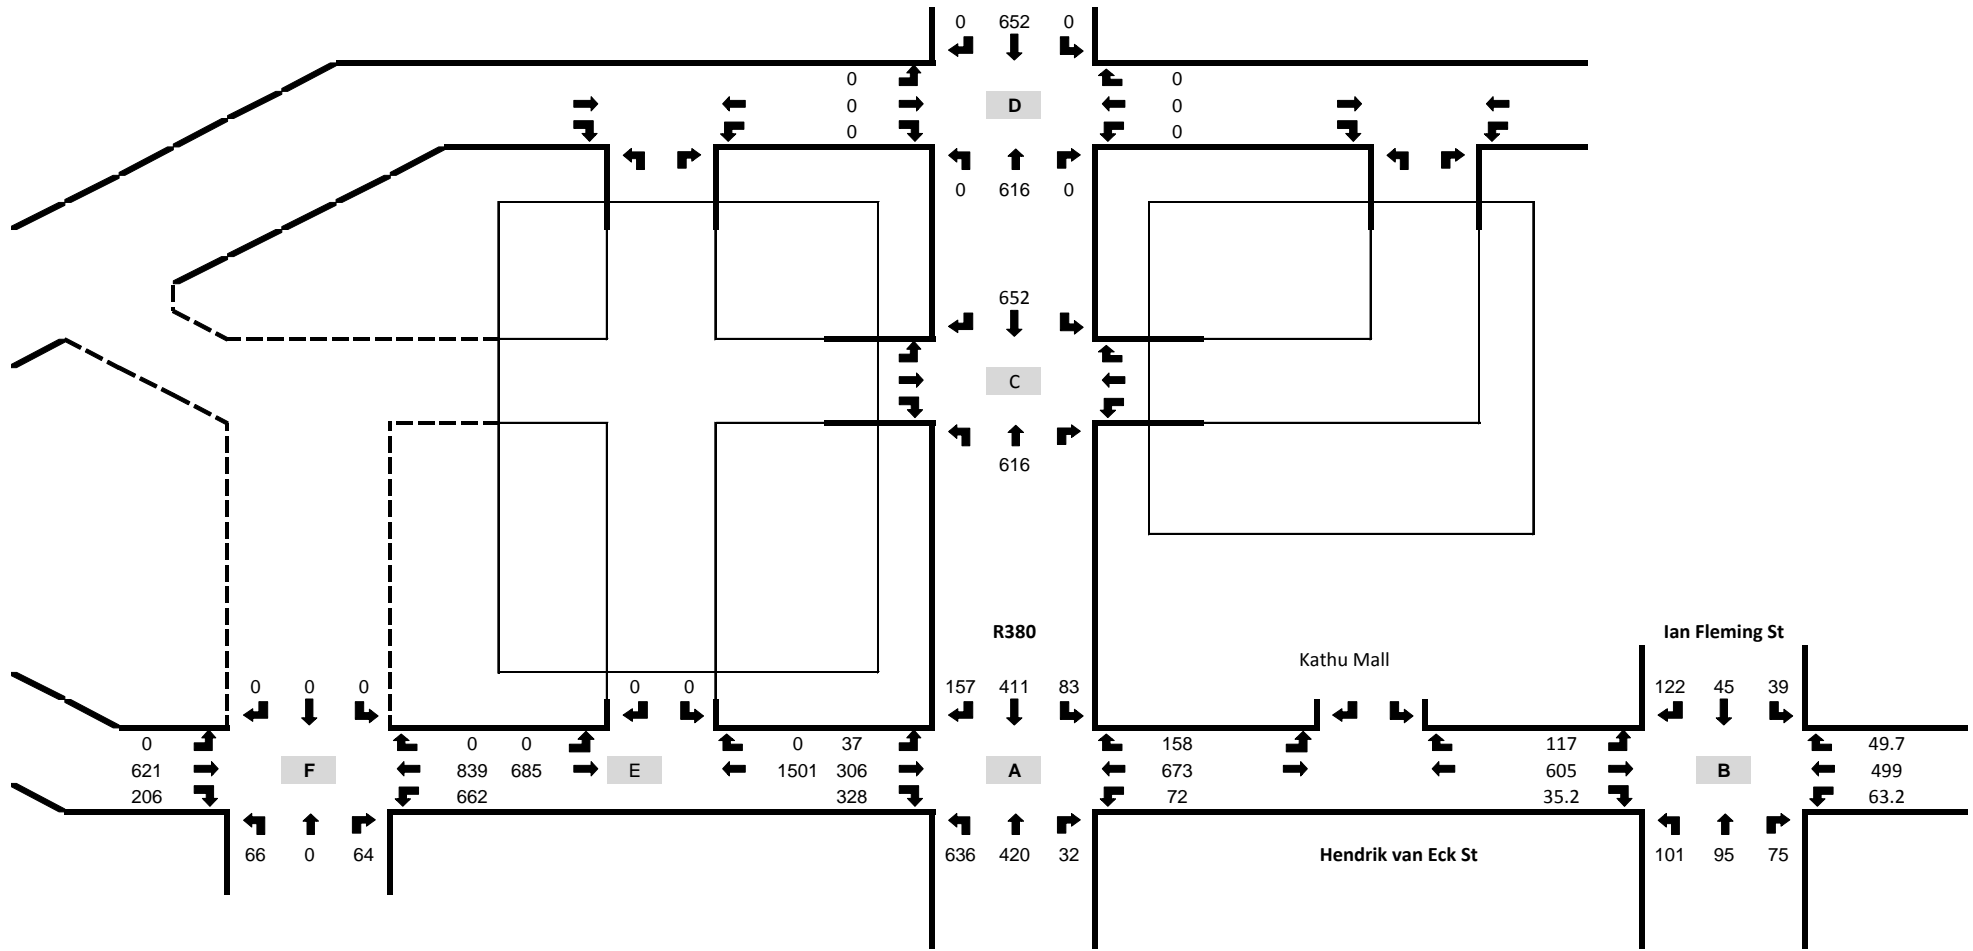 0 652 0
0 0
0 D 0
0 0
0 616 0
652
C
616
R380 Ian Fleming St
Kathu Mall
0 0 0 0 0 157 411 83 122 45 39
0 0 0 0 37 158 117 49.7
621 F 839 685 E 1501 306 A 673 605 B 499
206 662 328 72 35.2 63.2
66 0 64 636 420 32 Hendrik van Eck St 101 95 75